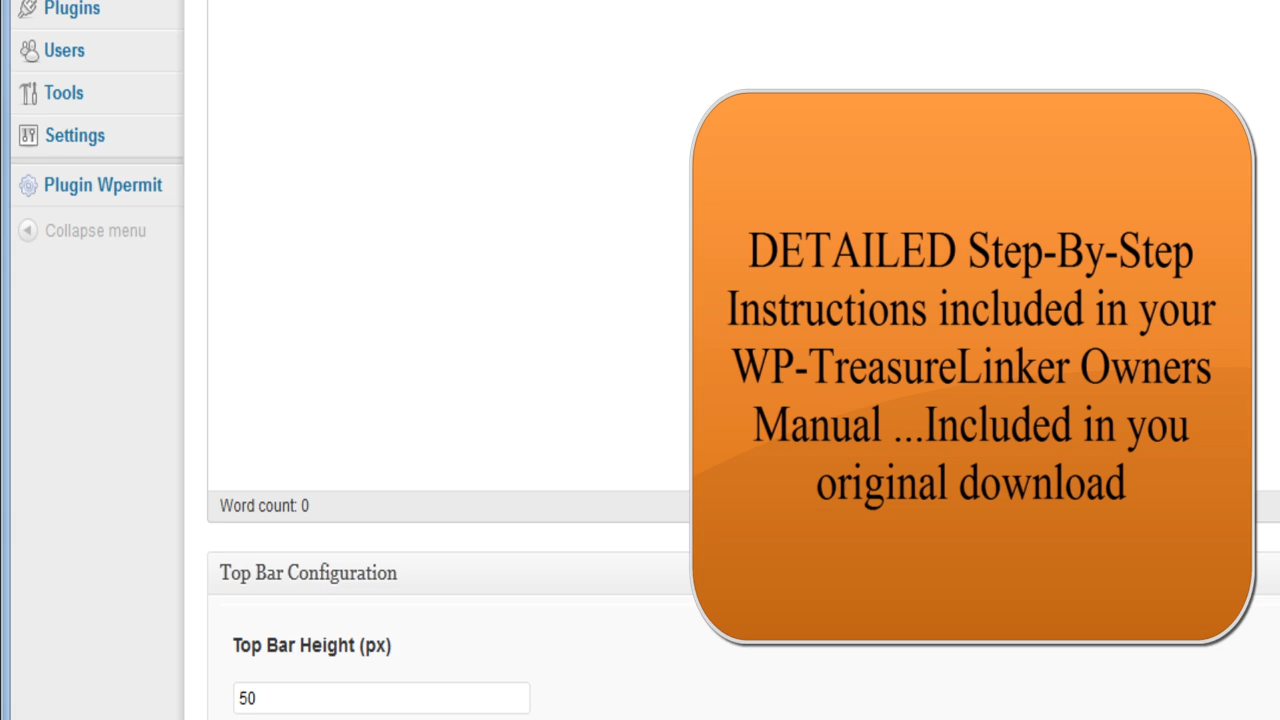 Plugins
Users
Tools
Settings
Plugin Wpermit
Collapse menu
DETAILED Step-By-Step
Instructions included in your
WP-TreasureLinker Owners
Manual ...Included in you
original download
Word count: 0
Top Bar Configuration
Top Bar Height (px)
50